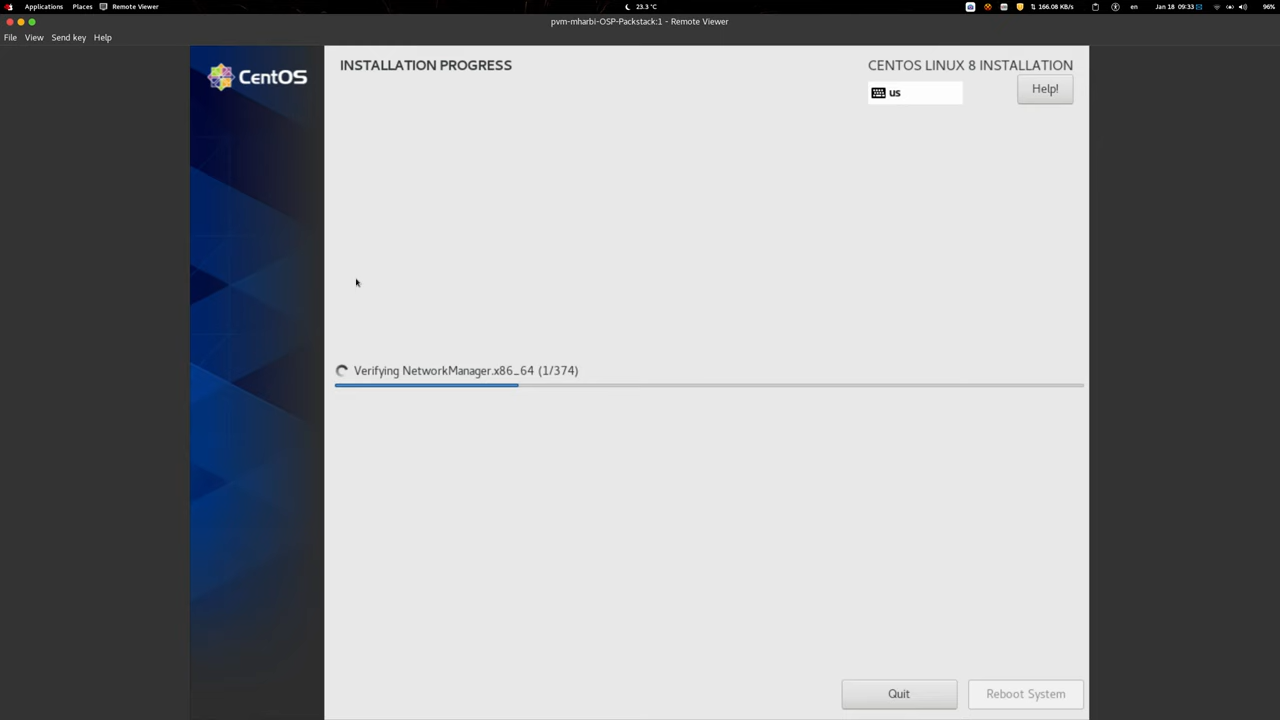 Applications Places Remote Viewer 23.3 °C 166.08 KB/s en Jan 18 09:33 96%
pvm-mharbi-OSP-Packstack:1 - Remote Viewer
File View Send key Help
CentOS
INSTALLATION PROGRESS
CENTOS LINUX 8 INSTALLATION
us
Help!
Verifying NetworkManager.x86_64 (1/374)
Quit
Reboot System